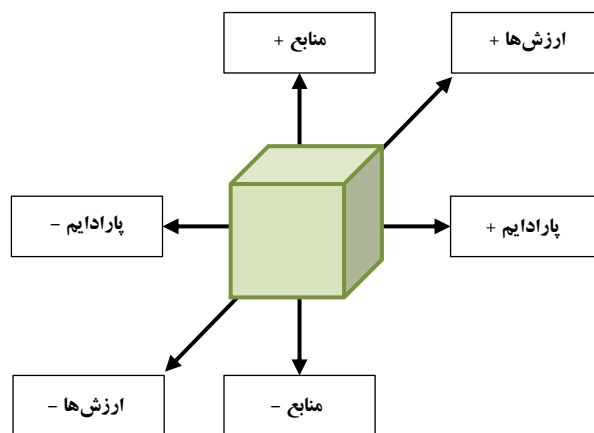 منابع +
ارزش‌ها +
پارادایم –
پارادایم +
ارزش‌ها –
منابع –